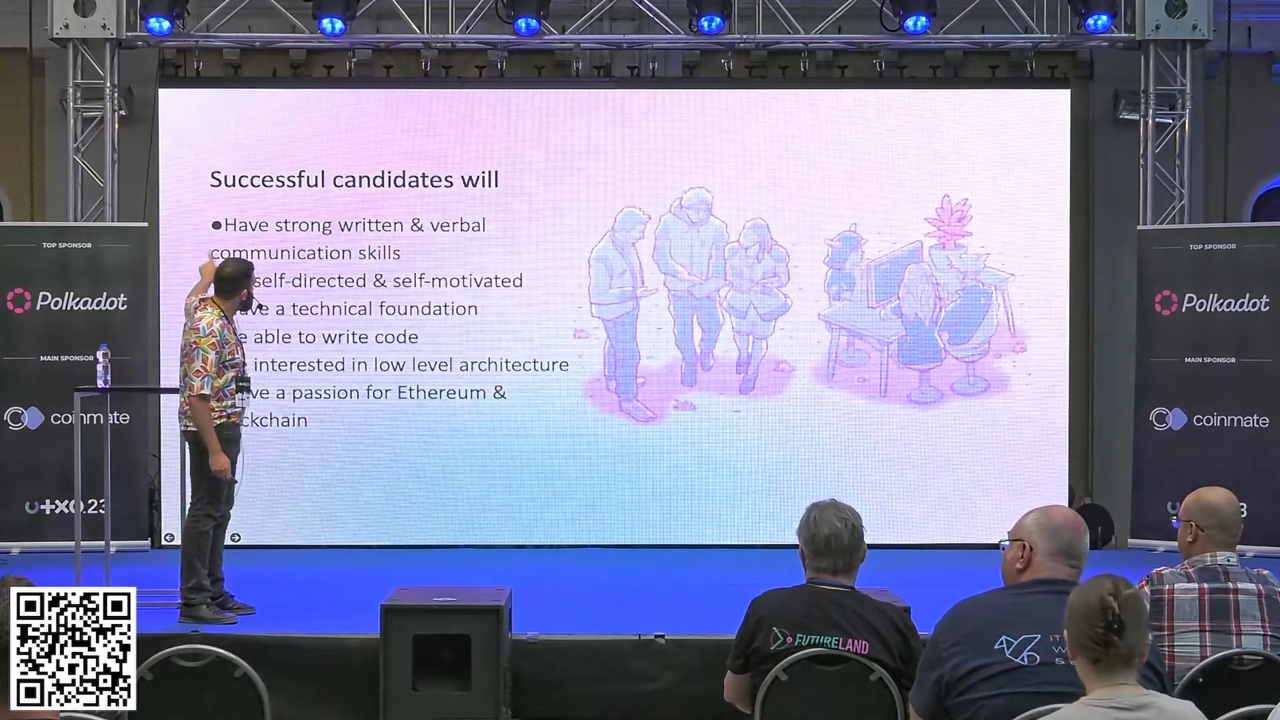 Successful candidates will
●Have strong written & verbal
communication skills
self-directed & self-motivated
a technical foundation
able to write code
interested in low level architecture
a passion for Ethereum &
TOP SPONSOR
Polkadot
MAIN SPONSOR
coinmate
TOP SPONSOR
Polkadot
MAIN SPONSOR
coinmate
FUTURELAND